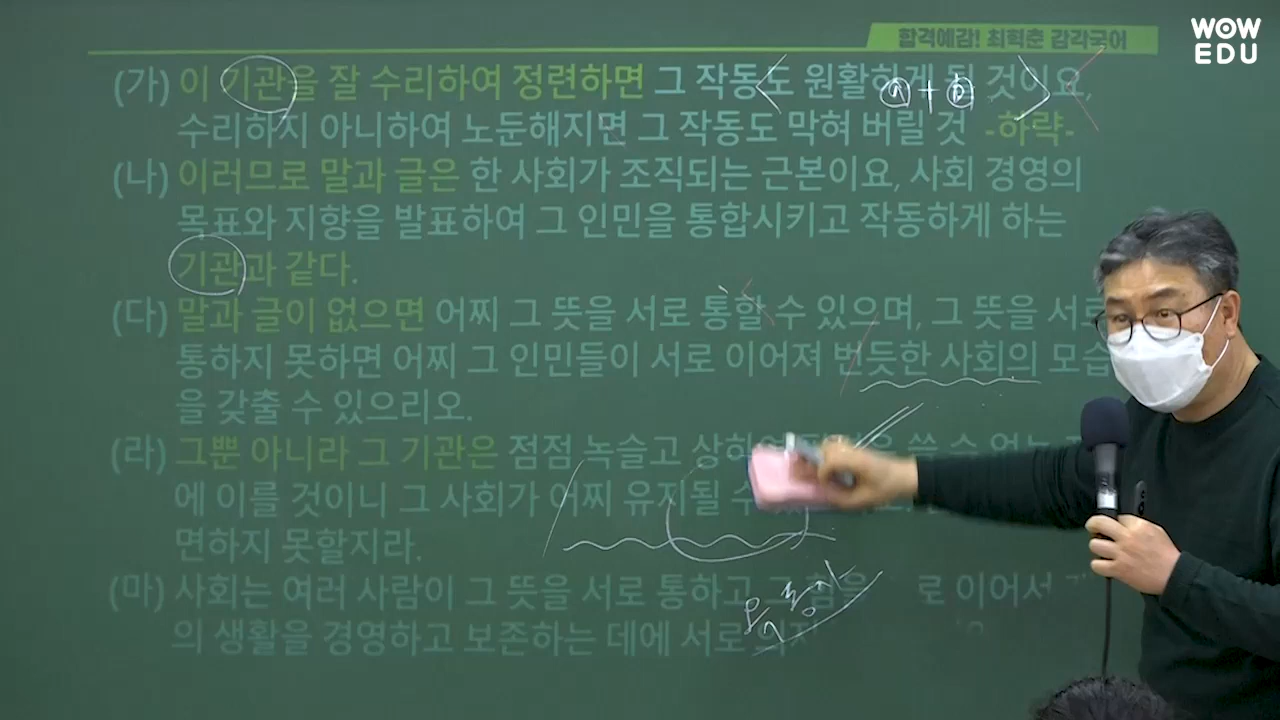 WOW
EDU
합격예감! 최혁춘 감각국어
(가) 이 기관을 잘 수리하여 정련하면 그 작동도 원활하게 될 것이요,
ⓐ+ⓑ
수리하지 아니하여 노둔해지면 그 작동도 막혀 버릴 것 -하략-
(나) 이러므로 말과 글은 한 사회가 조직되는 근본이요, 사회 경영의
목표와 지향을 발표하여 그 인민을 통합시키고 작동하게 하는
기관과 같다.
(다) 말과 글이 없으면 어찌 그 뜻을 서로 통할 수 있으며, 그 뜻을 서로
통하지 못하면 어찌 그 인민들이 서로 이어져 번듯한 사회의 모습
을 갖출 수 있으리오.
(라) 그뿐 아니라 그 기관은 점점 녹슬고 상하여 쓸 수 없는
에 이를 것이니 그 사회가 어찌 유지될 수
면하지 못할지라.
(마) 사회는 여러 사람이 그 뜻을 서로 통하고 그 힘을 로 이어서
의 생활을 경영하고 보존하는 데에 서로